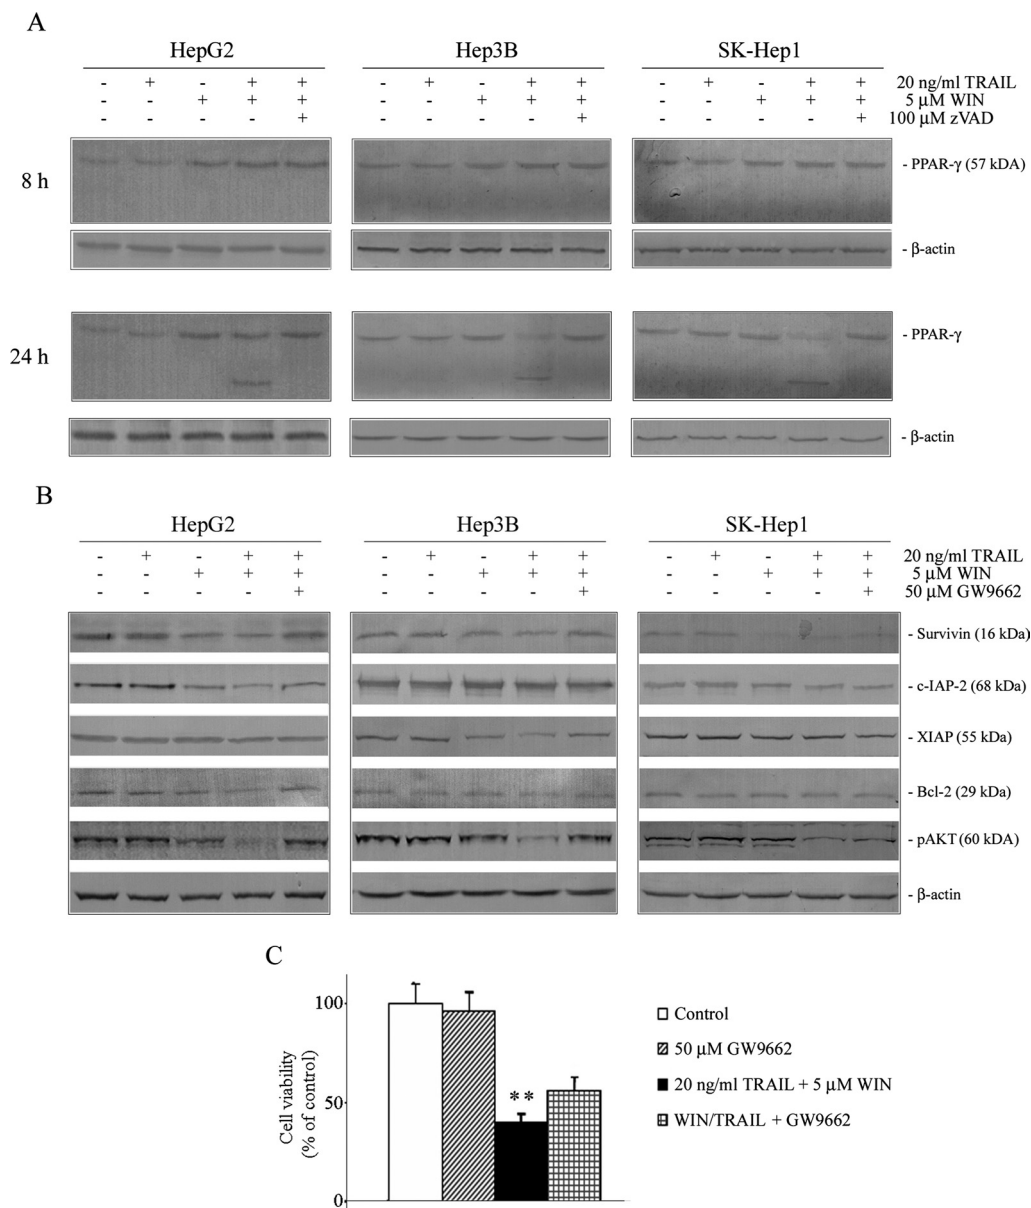 A
HepG2 Hep3B SK-Hep1
- + - + + - + - + + - + - + + 20 ng/ml TRAIL
- - + + + - - + + + - - + + + 5 μM WIN
- - - - + - - - - + - - - - + 100 μM zVAD
8 h
- PPAR-γ (57 kDA)
- β-actin
24 h
- PPAR-γ
- β-actin
B
HepG2 Hep3B SK-Hep1
- + - + + - + - + + - + - + + 20 ng/ml TRAIL
- - + + + - - + + + - - + + + 5 μM WIN
- - - - + - - - - + - - - - + 50 μM GW9662
- Survivin (16 kDa)
- c-IAP-2 (68 kDa)
- XIAP (55 kDa)
- Bcl-2 (29 kDa)
- pAKT (60 kDA)
- β-actin
C
Cell viability
(% of control)
100
50
0
**
Control
50 μM GW9662
20 ng/ml TRAIL + 5 μM WIN
WIN/TRAIL + GW9662